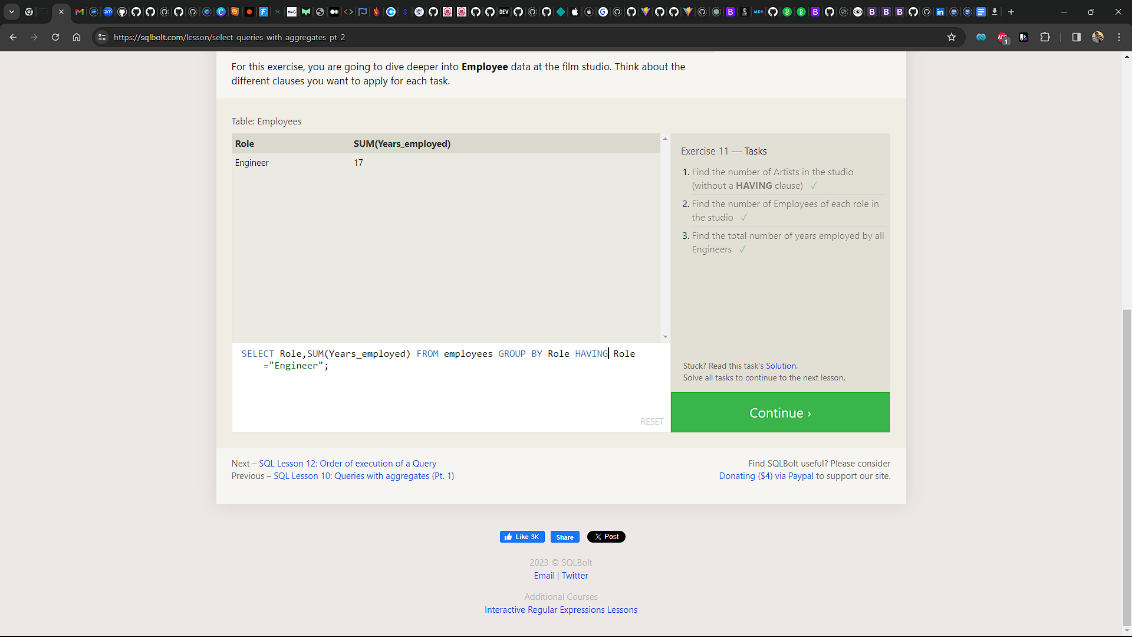 https://sqlbolt.com/lesson/select-queries-with-aggregates-pt-2
For this exercise, you are going to dive deeper into Employee data at the film studio. Think about the
different clauses you want to apply for each task.
Table: Employees
Role SUM(Years_employed)
Engineer 17
Exercise 11 — Tasks
1. Find the number of Artists in the studio
(without a HAVING clause) ✓
2. Find the number of Employees of each role in
the studio ✓
3. Find the total number of years employed by all
Engineers ✓
SELECT Role,SUM(Years_employed) FROM employees GROUP BY Role HAVING Role
="Engineer";
RESET
Stuck? Read this task's Solution.
Solve all tasks to continue to the next lesson.
Continue ›
Next – SQL Lesson 12: Order of execution of a Query
Previous – SQL Lesson 10: Queries with aggregates (Pt. 1)
Find SQLBolt useful? Please consider
Donating ($4) via Paypal to support our site.
Like 3K
Share
X Post
2023 © SQLBolt
Email | Twitter
Additional Courses
Interactive Regular Expressions Lessons